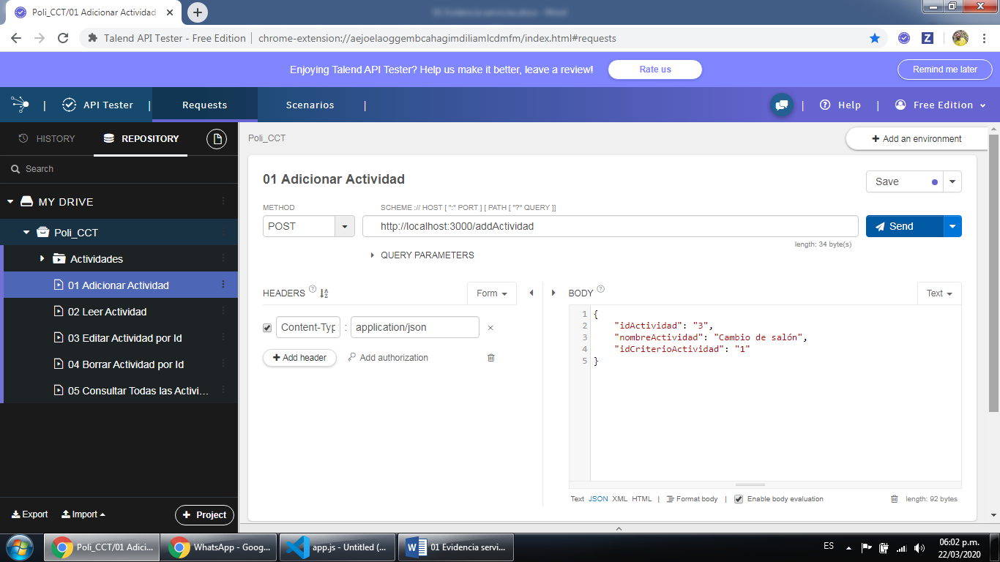 Poli_CCT/01 Adicionar Actividad
01 Evidencia servicios.docx - Word
Talend API Tester - Free Edition | chrome-extension://aejoelaoggembcahagimdiliamlcdmfm/index.html#requests
Enjoying Talend API Tester? Help us make it better, leave a review! Rate us Remind me later
| API Tester | Requests Scenarios | | Help | Free Edition
HISTORY REPOSITORY
Search
MY DRIVE
Poli_CCT
Actividades
01 Adicionar Actividad
02 Leer Actividad
03 Editar Actividad por Id
04 Borrar Actividad por Id
05 Consultar Todas las Activi...
Export Import + Project
Poli_CCT
+ Add an environment
01 Adicionar Actividad
Save
METHOD SCHEME :// HOST [ ":" PORT ] [ PATH [ "?" QUERY ]]
POST http://localhost:3000/addActividad Send
length: 34 byte(s)
QUERY PARAMETERS
HEADERS ? Form
Content-Typ : application/json ×
+ Add header Add authorization
BODY ? Text
1 {
2 "idActividad": "3",
3 "nombreActividad": "Cambio de salón",
4 "idCriterioActividad": "1"
5 }
Text JSON XML HTML | Format body | Enable body evaluation length: 92 bytes
Poli_CCT/01 Adici... WhatsApp - Goog... app.js - Untitled (... 01 Evidencia servi... ES 06:02 p.m.
22/03/2020